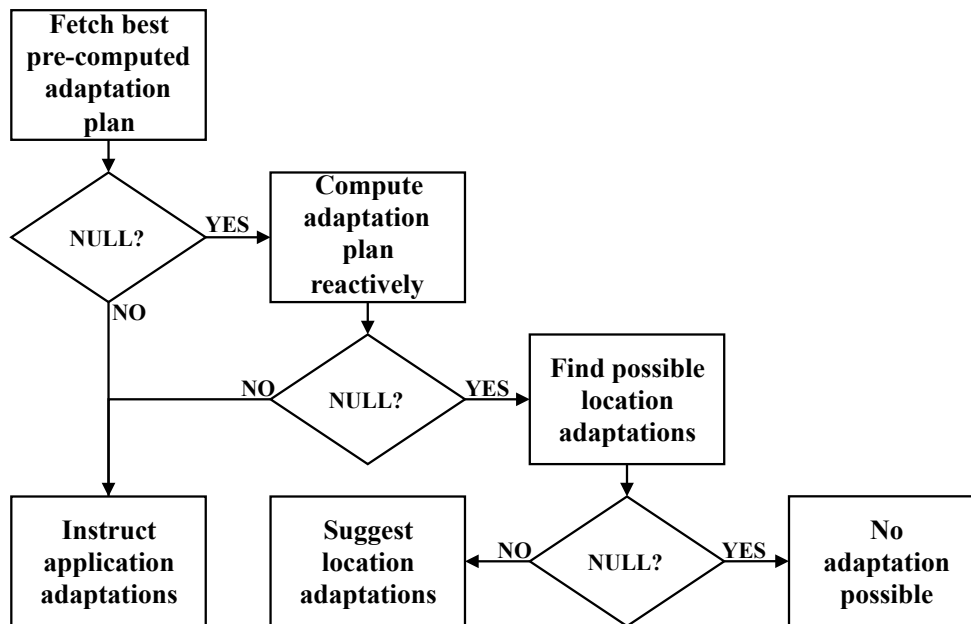 Fetch best
pre-computed
adaptation
plan
NULL?
YES
NO
Compute
adaptation
plan
reactively
NULL?
NO
YES
Find possible
location
adaptations
NULL?
NO
YES
Instruct
application
adaptations
Suggest
location
adaptations
No
adaptation
possible